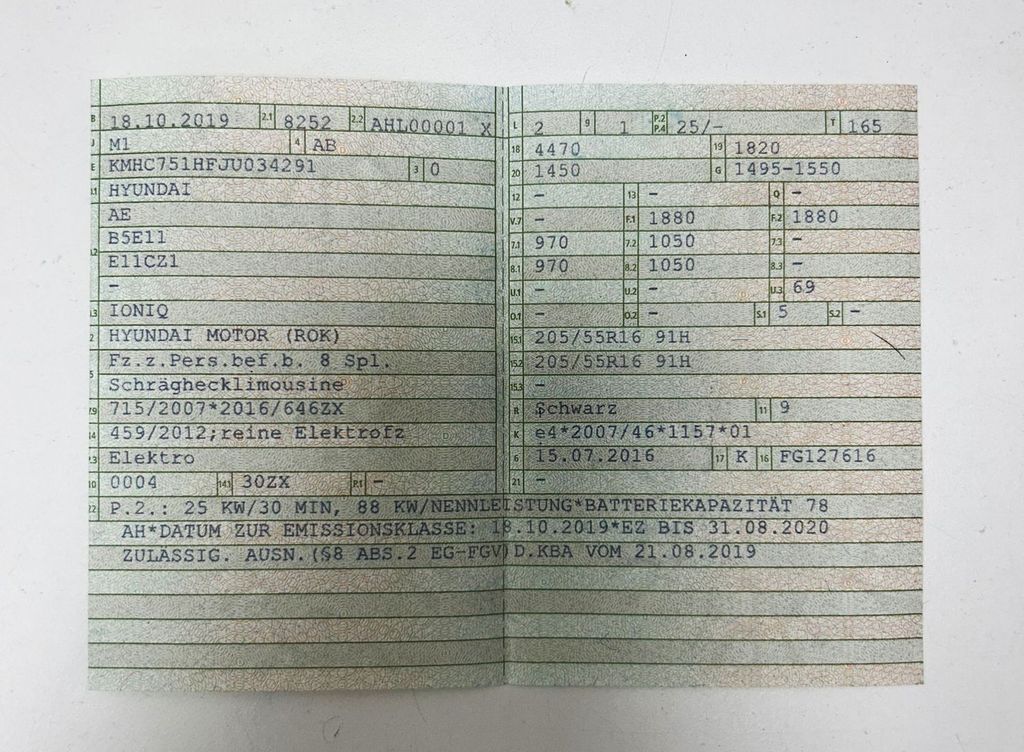 B 18.10.2019 2.1 8252 2.2 AHL00001 X
J M1 4 AB
E KMHC751HFJU034291 3 0
HYUNDAI
AE
B5E11
E11CZ1
–
IONIQ
2 HYUNDAI MOTOR (ROK)
5 Fz.z.Pers.bef.b. 8 Spl.
Schräghecklimousine
715/2007*2016/646ZX
14 459/2012;reine Elektrofz
P.3 Elektro
10 0004 14.1 30ZX P.1 –
L 2 9 1 P.2 P.4 25/– T 165
18 4470 19 1820
20 1450 G 1495-1550
12 – 13 – Q –
V.7 – F.1 1880 F.2 1880
7.1 970 7.2 1050 7.3 –
8.1 970 8.2 1050 8.3 –
U.1 – U.2 – U.3 69
O.1 – O.2 – S.1 5 S.2 –
15.1 205/55R16 91H
15.2 205/55R16 91H
15.3 –
R Schwarz 11 9
K e4*2007/46*1157*01
6 15.07.2016 17 K 16 FG127616
21 –
22 P.2.: 25 KW/30 MIN, 88 KW/NENNLEISTUNG*BATTERIEKAPAZITÄT 78
AH*DATUM ZUR EMISSIONSKLASSE: 18.10.2019*EZ BIS 31.08.2020
ZULÄSSIG. AUSN.(§8 ABS.2 EG-FGV)D.KBA VOM 21.08.2019